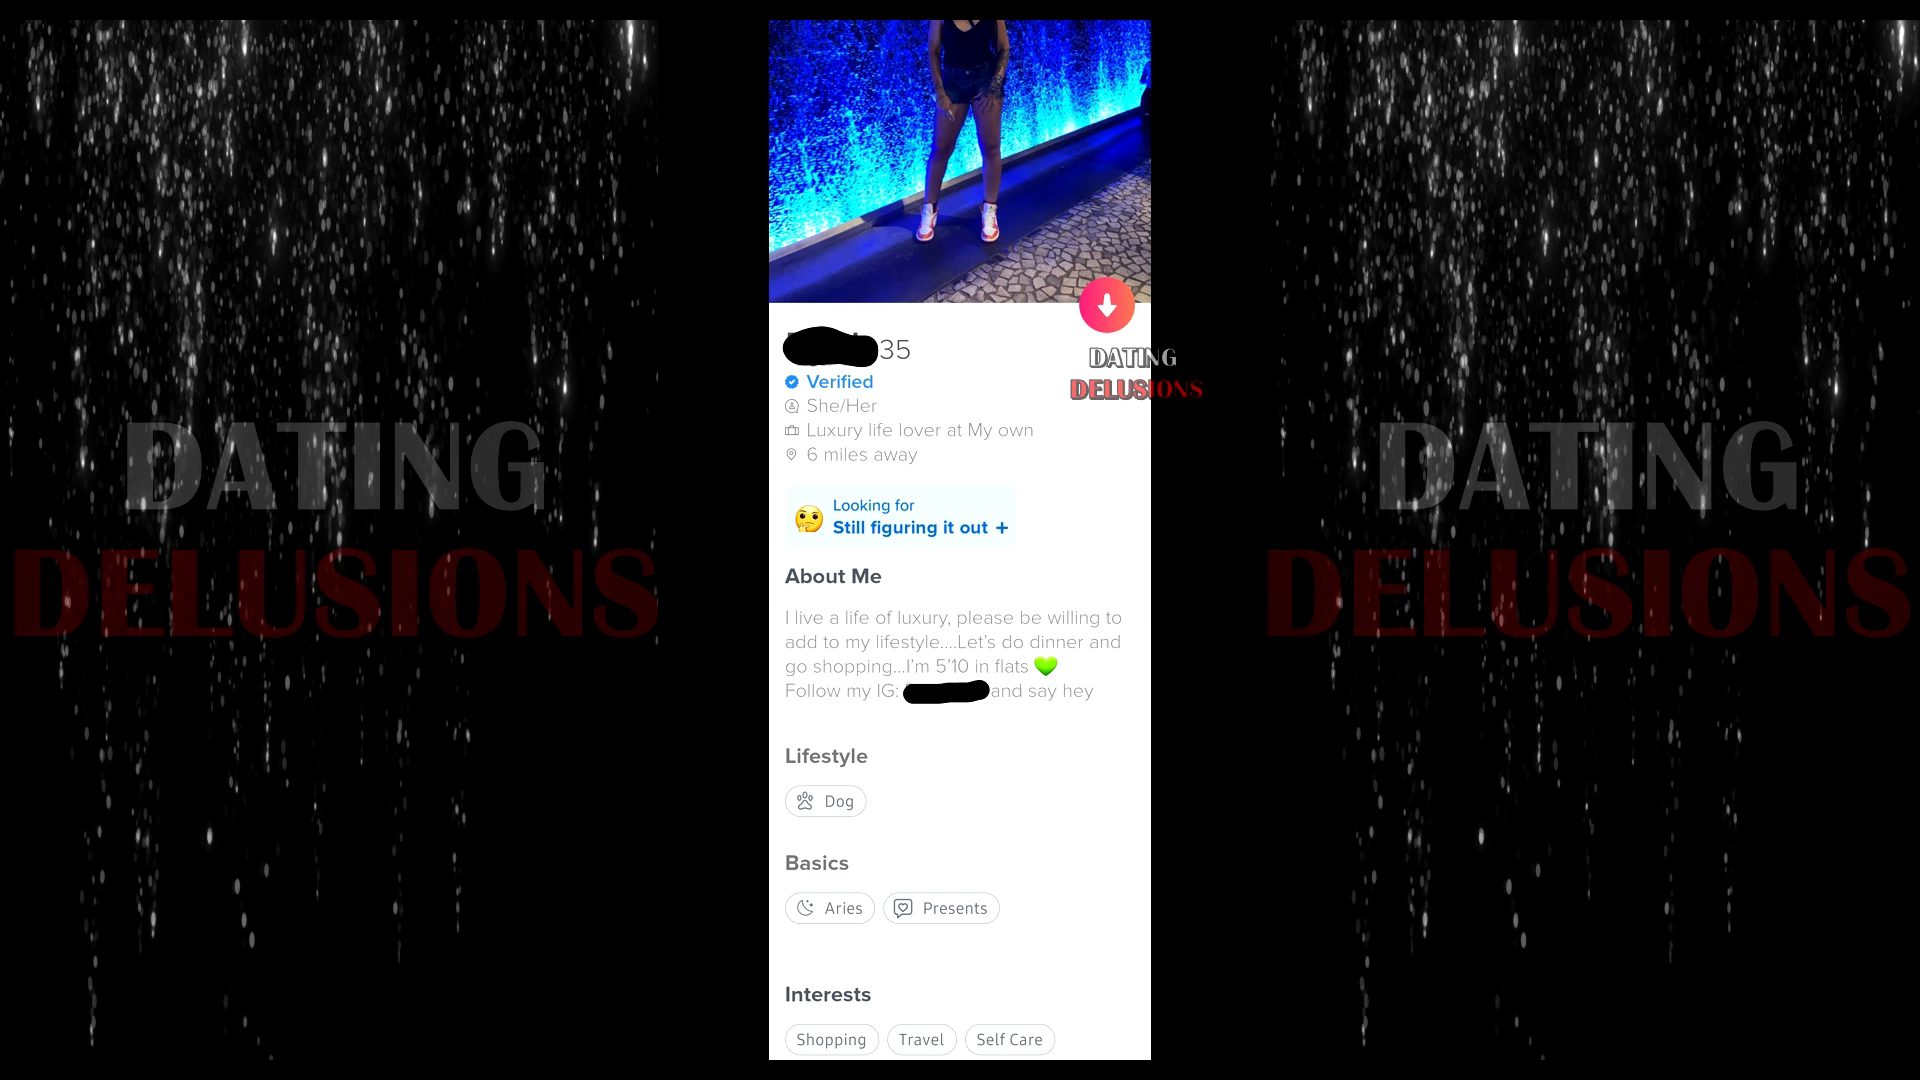 35
Verified
She/Her
Luxury life lover at My own
6 miles away
Looking for
Still figuring it out +
About Me
I live a life of luxury, please be willing to
add to my lifestyle....Let's do dinner and
go shopping...I'm 5'10 in flats 💚
Follow my IG: and say hey
Lifestyle
Dog
Basics
Aries
Presents
Interests
Shopping
Travel
Self Care
DATING
DELUSIONS
DATING
DELUSIONS
DATING
DELUSIONS